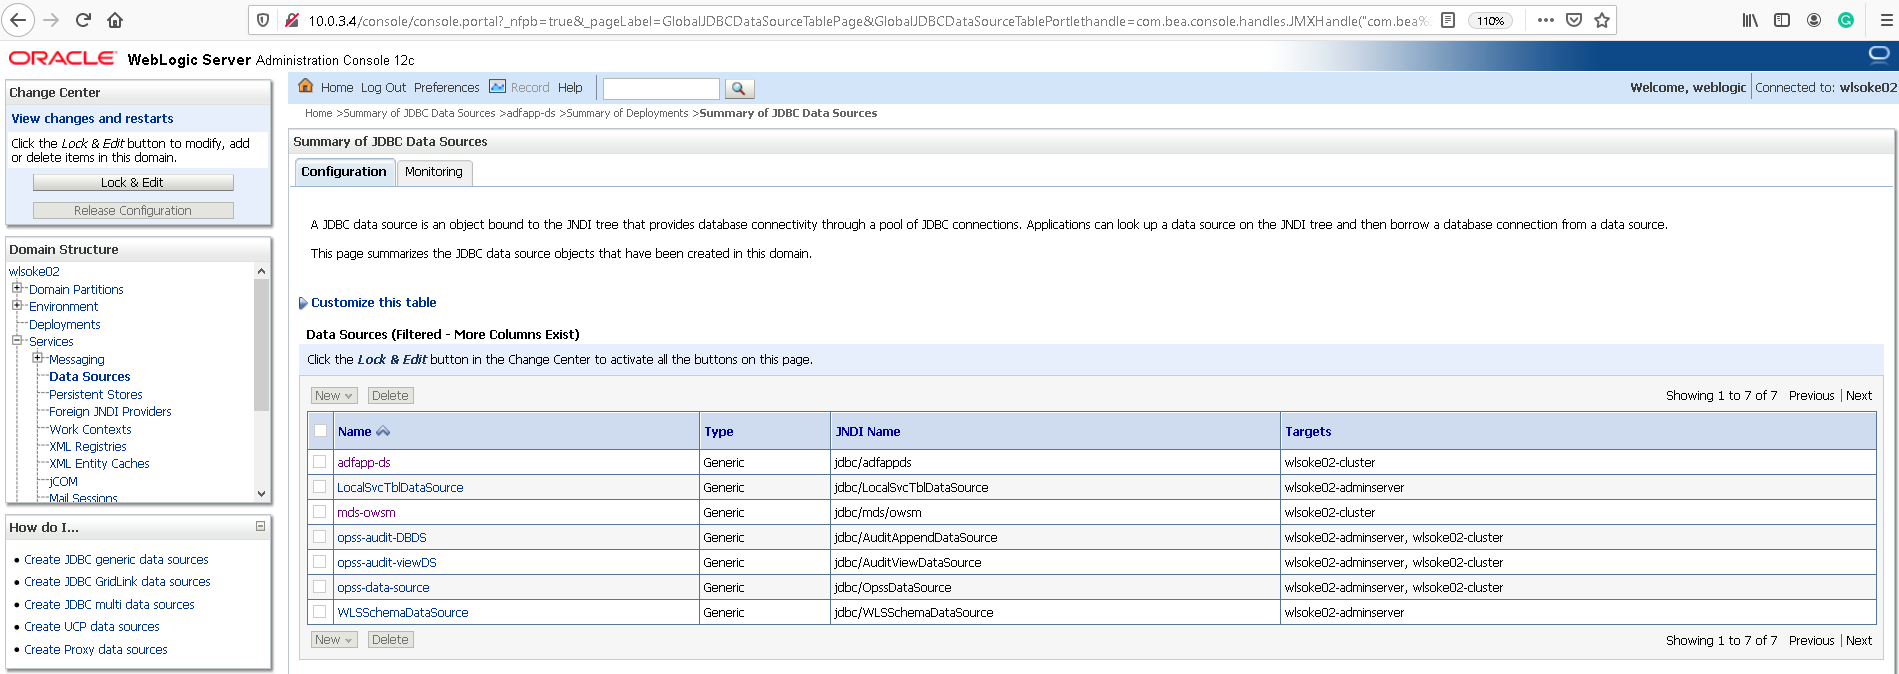 10.0.3.4/console/console.portal?_nfpb=true&_pageLabel=GlobalJDBCDataSourceTablePage&GlobalJDBCDataSourceTablePortlethandle=com.bea.console.handles.JMXHandle("com.bea%
110%
ORACLE WebLogic Server Administration Console 12c
Change Center
View changes and restarts
Click the Lock & Edit button to modify, add
or delete items in this domain.
Lock & Edit
Release Configuration
Domain Structure
wlsoke02
Domain Partitions
Environment
Deployments
Services
Messaging
Data Sources
Persistent Stores
Foreign JNDI Providers
Work Contexts
XML Registries
XML Entity Caches
jCOM
Mail Sessions
How do I...
Create JDBC generic data sources
Create JDBC GridLink data sources
Create JDBC multi data sources
Create UCP data sources
Create Proxy data sources
Home Log Out Preferences Record Help
Welcome, weblogic Connected to: wlsoke02
Home >Summary of JDBC Data Sources >adfapp-ds >Summary of Deployments >Summary of JDBC Data Sources
Summary of JDBC Data Sources
Configuration Monitoring
A JDBC data source is an object bound to the JNDI tree that provides database connectivity through a pool of JDBC connections. Applications can look up a data source on the JNDI tree and then borrow a database connection from a data source.
This page summarizes the JDBC data source objects that have been created in this domain.
Customize this table
Data Sources (Filtered - More Columns Exist)
Click the Lock & Edit button in the Change Center to activate all the buttons on this page.
New Delete Showing 1 to 7 of 7 Previous | Next
Name Type JNDI Name Targets
adfapp-ds Generic jdbc/adfappds wlsoke02-cluster
LocalSvcTblDataSource Generic jdbc/LocalSvcTblDataSource wlsoke02-adminserver
mds-owsm Generic jdbc/mds/owsm wlsoke02-cluster
opss-audit-DBDS Generic jdbc/AuditAppendDataSource wlsoke02-adminserver, wlsoke02-cluster
opss-audit-viewDS Generic jdbc/AuditViewDataSource wlsoke02-adminserver, wlsoke02-cluster
opss-data-source Generic jdbc/OpssDataSource wlsoke02-adminserver, wlsoke02-cluster
WLSSchemaDataSource Generic jdbc/WLSSchemaDataSource wlsoke02-adminserver
New Delete Showing 1 to 7 of 7 Previous | Next